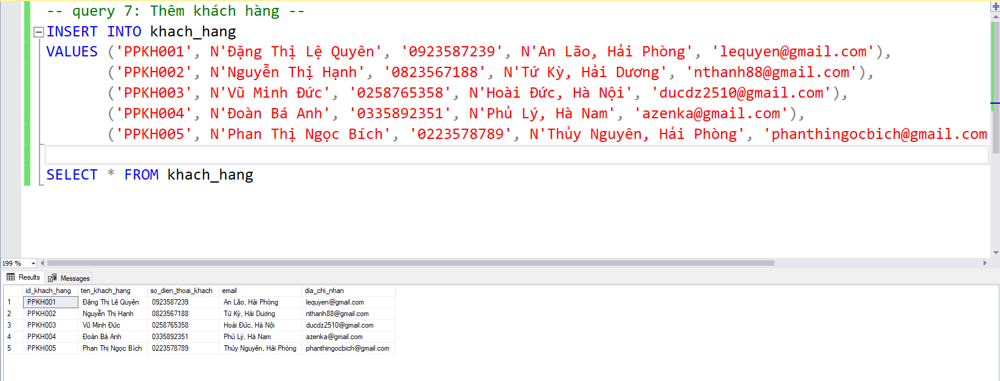 -- query 7: Thêm khách hàng --
INSERT INTO khach_hang
VALUES ('PPKH001', N'Đặng Thị Lệ Quyên', '0923587239', N'An Lão, Hải Phòng', 'lequyen@gmail.com'),
('PPKH002', N'Nguyễn Thị Hạnh', '0823567188', N'Tứ Kỳ, Hải Dương', 'nthanh88@gmail.com'),
('PPKH003', N'Vũ Minh Đức', '0258765358', N'Hoài Đức, Hà Nội', 'ducdz2510@gmail.com'),
('PPKH004', N'Đoàn Bá Anh', '0335892351', N'Phủ Lý, Hà Nam', 'azenka@gmail.com'),
('PPKH005', N'Phan Thị Ngọc Bích', '0223578789', N'Thủy Nguyên, Hải Phòng', 'phanthingocbich@gmail.com
SELECT * FROM khach_hang
199 %
Results Messages
id_khach_hang ten_khach_hang so_dien_thoai_khach email dia_chi_nhan
1 PPKH001 Đặng Thị Lệ Quyên 0923587239 An Lão, Hải Phòng lequyen@gmail.com
2 PPKH002 Nguyễn Thị Hạnh 0823567188 Tứ Kỳ, Hải Dương nthanh88@gmail.com
3 PPKH003 Vũ Minh Đức 0258765358 Hoài Đức, Hà Nội ducdz2510@gmail.com
4 PPKH004 Đoàn Bá Anh 0335892351 Phủ Lý, Hà Nam azenka@gmail.com
5 PPKH005 Phan Thị Ngọc Bích 0223578789 Thủy Nguyên, Hải Phòng phanthingocbich@gmail.com